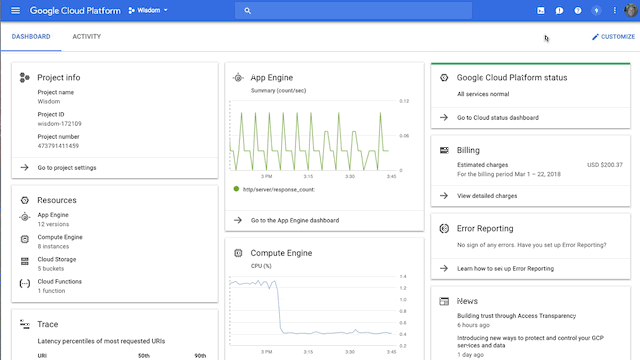 Google Cloud Platform
Wisdom
DASHBOARD
ACTIVITY
CUSTOMIZE
Project info
Project name
Wisdom
Project ID
wisdom-172109
Project number
473791411459
Go to project settings
Resources
App Engine
12 versions
Compute Engine
8 instances
Cloud Storage
5 buckets
Cloud Functions
1 function
Trace
Latency percentiles of most requested URIs
URI 50th 90th
App Engine
Summary (count/sec)
0.12
0.06
0
3 PM 3:15 3:30 3:45
http/server/response_count:
Go to the App Engine dashboard
Compute Engine
CPU (%)
1.4
1.2
1.0
0.8
0.6
0.4
0.2
3 PM 3:15 3:30 3:45
Google Cloud Platform status
All services normal
Go to Cloud status dashboard
Billing
Estimated charges USD $200.37
For the billing period Mar 1 – 22, 2018
View detailed charges
Error Reporting
No sign of any errors. Have you set up Error Reporting?
Learn how to set up Error Reporting
News
Building trust through Access Transparency
6 hours ago
Introducing new ways to protect and control your GCP
services and data
1 day ago